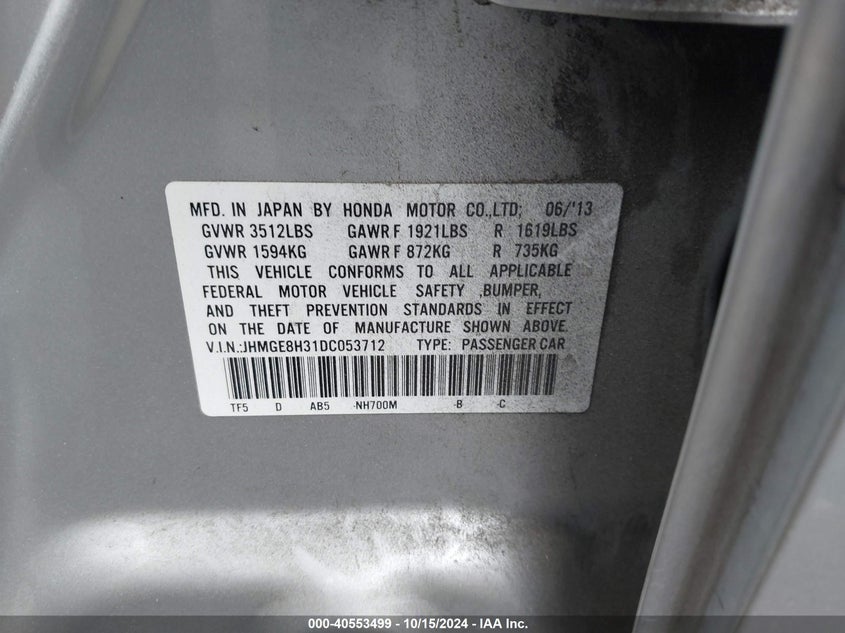 MFD. IN JAPAN BY HONDA MOTOR CO.,LTD; 06/'13
GVWR 3512LBS GAWR F 1921LBS R 1619LBS
GVWR 1594KG GAWR F 872KG R 735KG
THIS VEHICLE CONFORMS TO ALL APPLICABLE
FEDERAL MOTOR VEHICLE SAFETY ,BUMPER,
AND THEFT PREVENTION STANDARDS IN EFFECT
ON THE DATE OF MANUFACTURE SHOWN ABOVE.
V.I.N.:JHMGE8H31DC053712 TYPE: PASSENGER CAR
TF5 D AB5 -NH700M -B -C
000-40553499 - 10/15/2024 - IAA Inc.